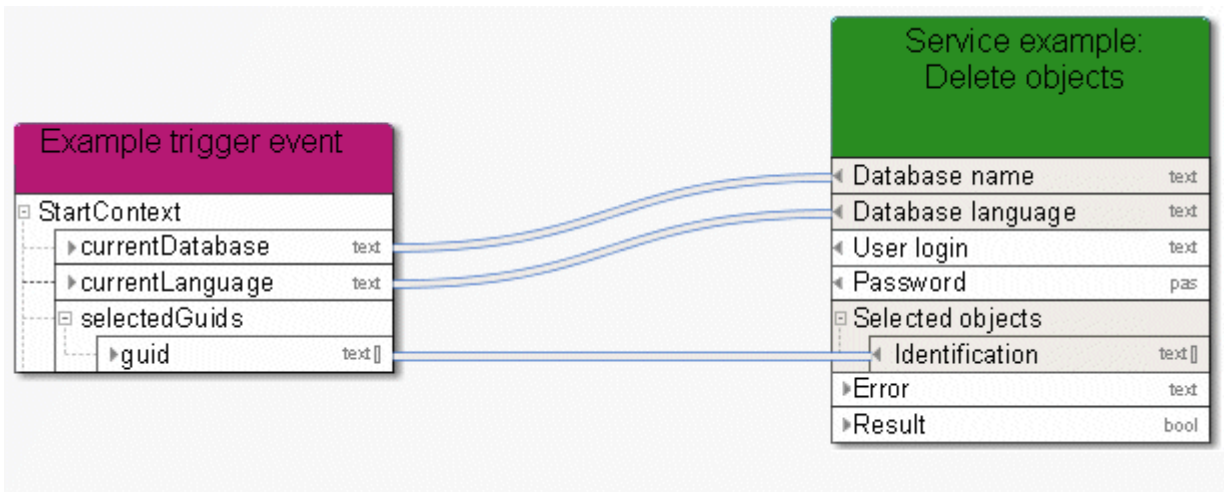 Example trigger event
StartContext
currentDatabase text
currentLanguage text
selectedGuids
guid text[]
Service example:
Delete objects
Database name text
Database language text
User login text
Password pas
Selected objects
Identification text[]
Error text
Result bool